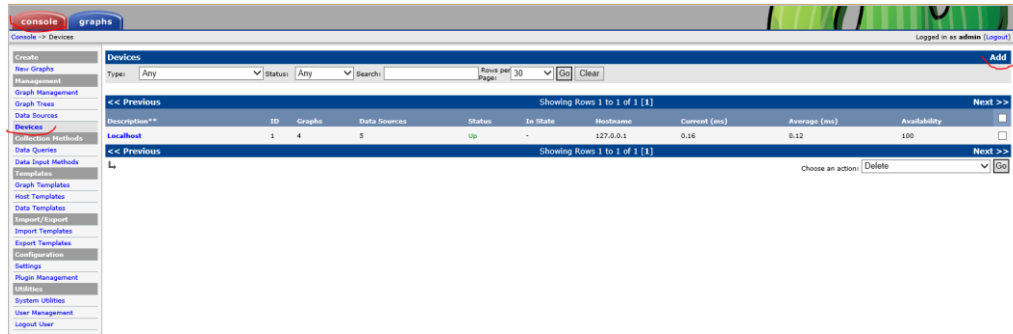 console graphs
Console -> Devices Logged in as admin (Logout)
Create
New Graphs
Management
Graph Management
Graph Trees
Data Sources
Devices
Collection Methods
Data Queries
Data Input Methods
Templates
Graph Templates
Host Templates
Data Templates
Import/Export
Import Templates
Export Templates
Configuration
Settings
Plugin Management
Utilities
System Utilities
User Management
Logout User
Devices Add
Type: Any Status: Any Search: Rows per Page: 30 Go Clear
<< Previous Showing Rows 1 to 1 of 1 [1] Next >>
Description** ID Graphs Data Sources Status In State Hostname Current (ms) Average (ms) Availability
Localhost 1 4 5 Up - 127.0.0.1 0.16 0.12 100
<< Previous Showing Rows 1 to 1 of 1 [1] Next >>
Choose an action: Delete Go